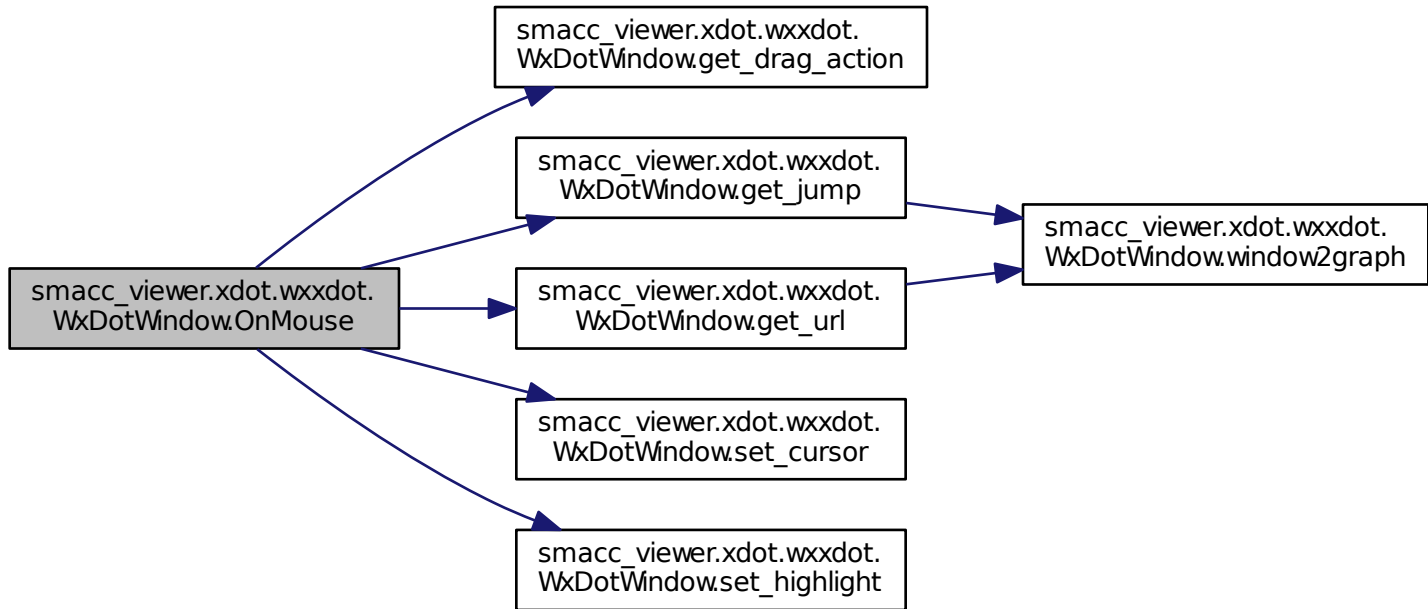 smacc_viewer.xdot.wxxdot.
WxDotWindow.get_drag_action
smacc_viewer.xdot.wxxdot.
WxDotWindow.get_jump
smacc_viewer.xdot.wxxdot.
WxDotWindow.window2graph
smacc_viewer.xdot.wxxdot.
WxDotWindow.OnMouse
smacc_viewer.xdot.wxxdot.
WxDotWindow.get_url
smacc_viewer.xdot.wxxdot.
WxDotWindow.set_cursor
smacc_viewer.xdot.wxxdot.
WxDotWindow.set_highlight